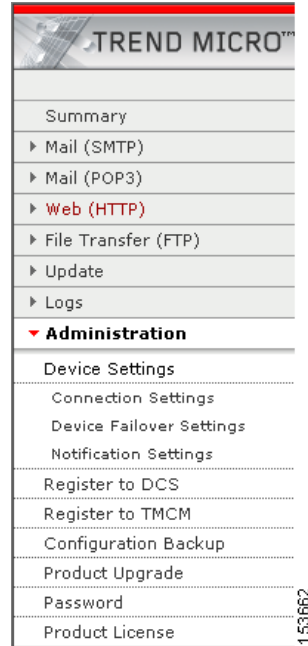 TREND MICRO™
Summary
Mail (SMTP)
Mail (POP3)
Web (HTTP)
File Transfer (FTP)
Update
Logs
Administration
Device Settings
Connection Settings
Device Failover Settings
Notification Settings
Register to DCS
Register to TMCM
Configuration Backup
Product Upgrade
Password
Product License
153662